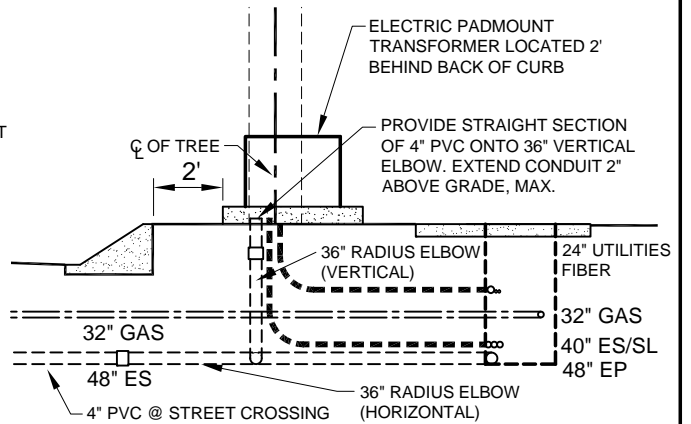 ELECTRIC PADMOUNT
TRANSFORMER LOCATED 2'
BEHIND BACK OF CURB
T
℄ OF TREE
2'
PROVIDE STRAIGHT SECTION
OF 4" PVC ONTO 36" VERTICAL
ELBOW. EXTEND CONDUIT 2"
ABOVE GRADE, MAX.
36" RADIUS ELBOW
(VERTICAL)
24" UTILITIES
FIBER
32" GAS
32" GAS
40" ES/SL
48" EP
48" ES
36" RADIUS ELBOW
(HORIZONTAL)
4" PVC @ STREET CROSSING